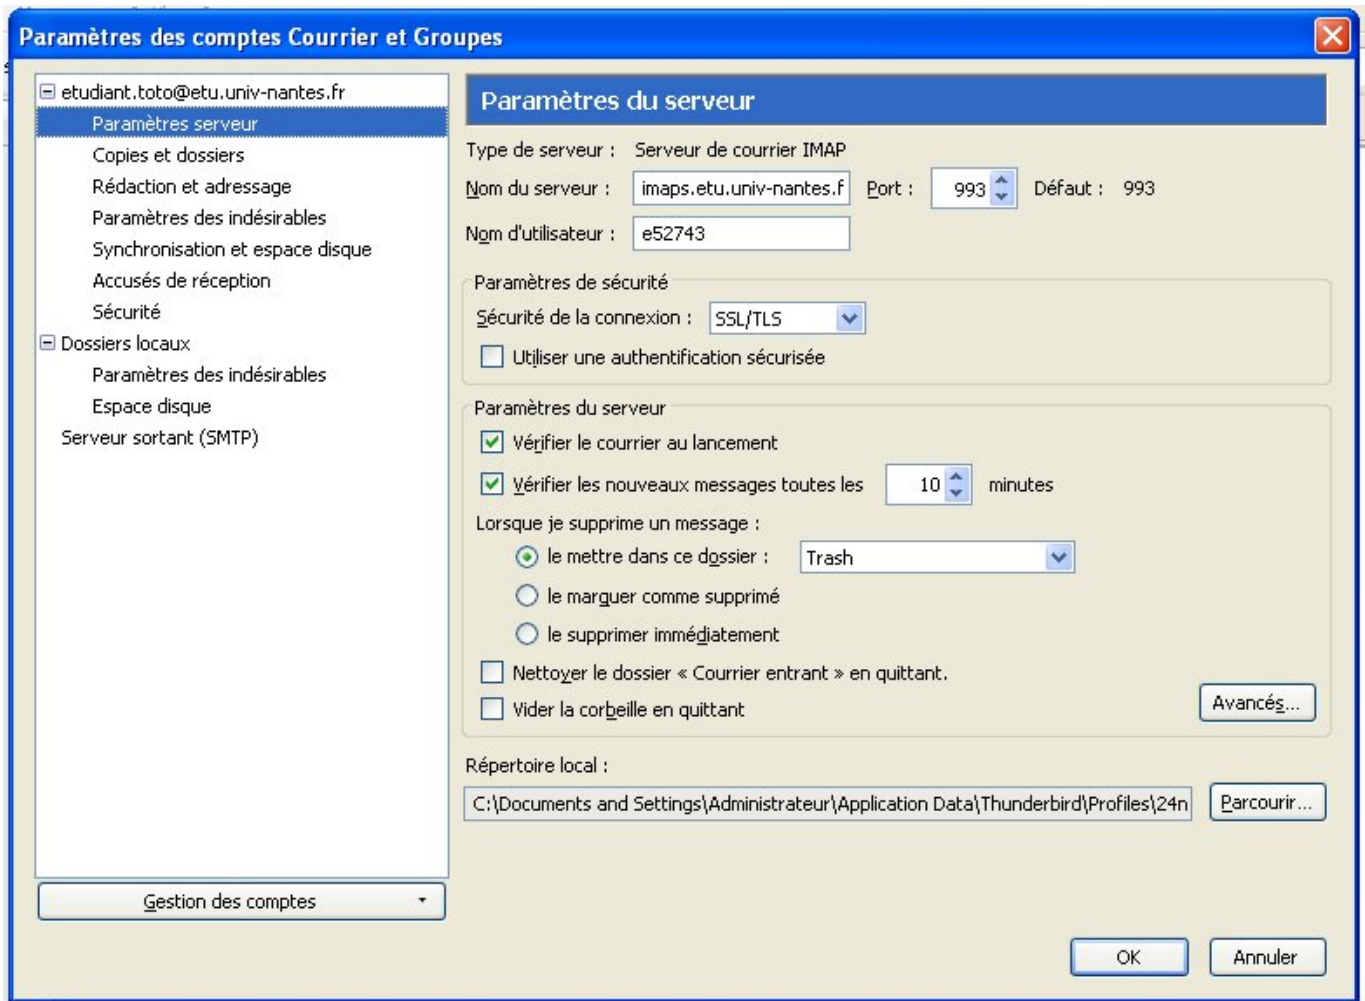 Paramètres des comptes Courrier et Groupes
etudiant.toto@etu.univ-nantes.fr
Paramètres serveur
Copies et dossiers
Rédaction et adressage
Paramètres des indésirables
Synchronisation et espace disque
Accusés de réception
Sécurité
Dossiers locaux
Paramètres des indésirables
Espace disque
Serveur sortant (SMTP)
Gestion des comptes
Paramètres du serveur
Type de serveur : Serveur de courrier IMAP
Nom du serveur : imaps.etu.univ-nantes.f Port : 993 Défaut : 993
Nom d'utilisateur : e52743
Paramètres de sécurité
Sécurité de la connexion : SSL/TLS
Utiliser une authentification sécurisée
Paramètres du serveur
Vérifier le courrier au lancement
Vérifier les nouveaux messages toutes les 10 minutes
Lorsque je supprime un message :
le mettre dans ce dossier : Trash
le marquer comme supprimé
le supprimer immédiatement
Nettoyer le dossier « Courrier entrant » en quittant.
Vider la corbeille en quittant
Avancés...
Répertoire local :
C:\Documents and Settings\Administrateur\Application Data\Thunderbird\Profiles\24n Parcourir...
OK Annuler